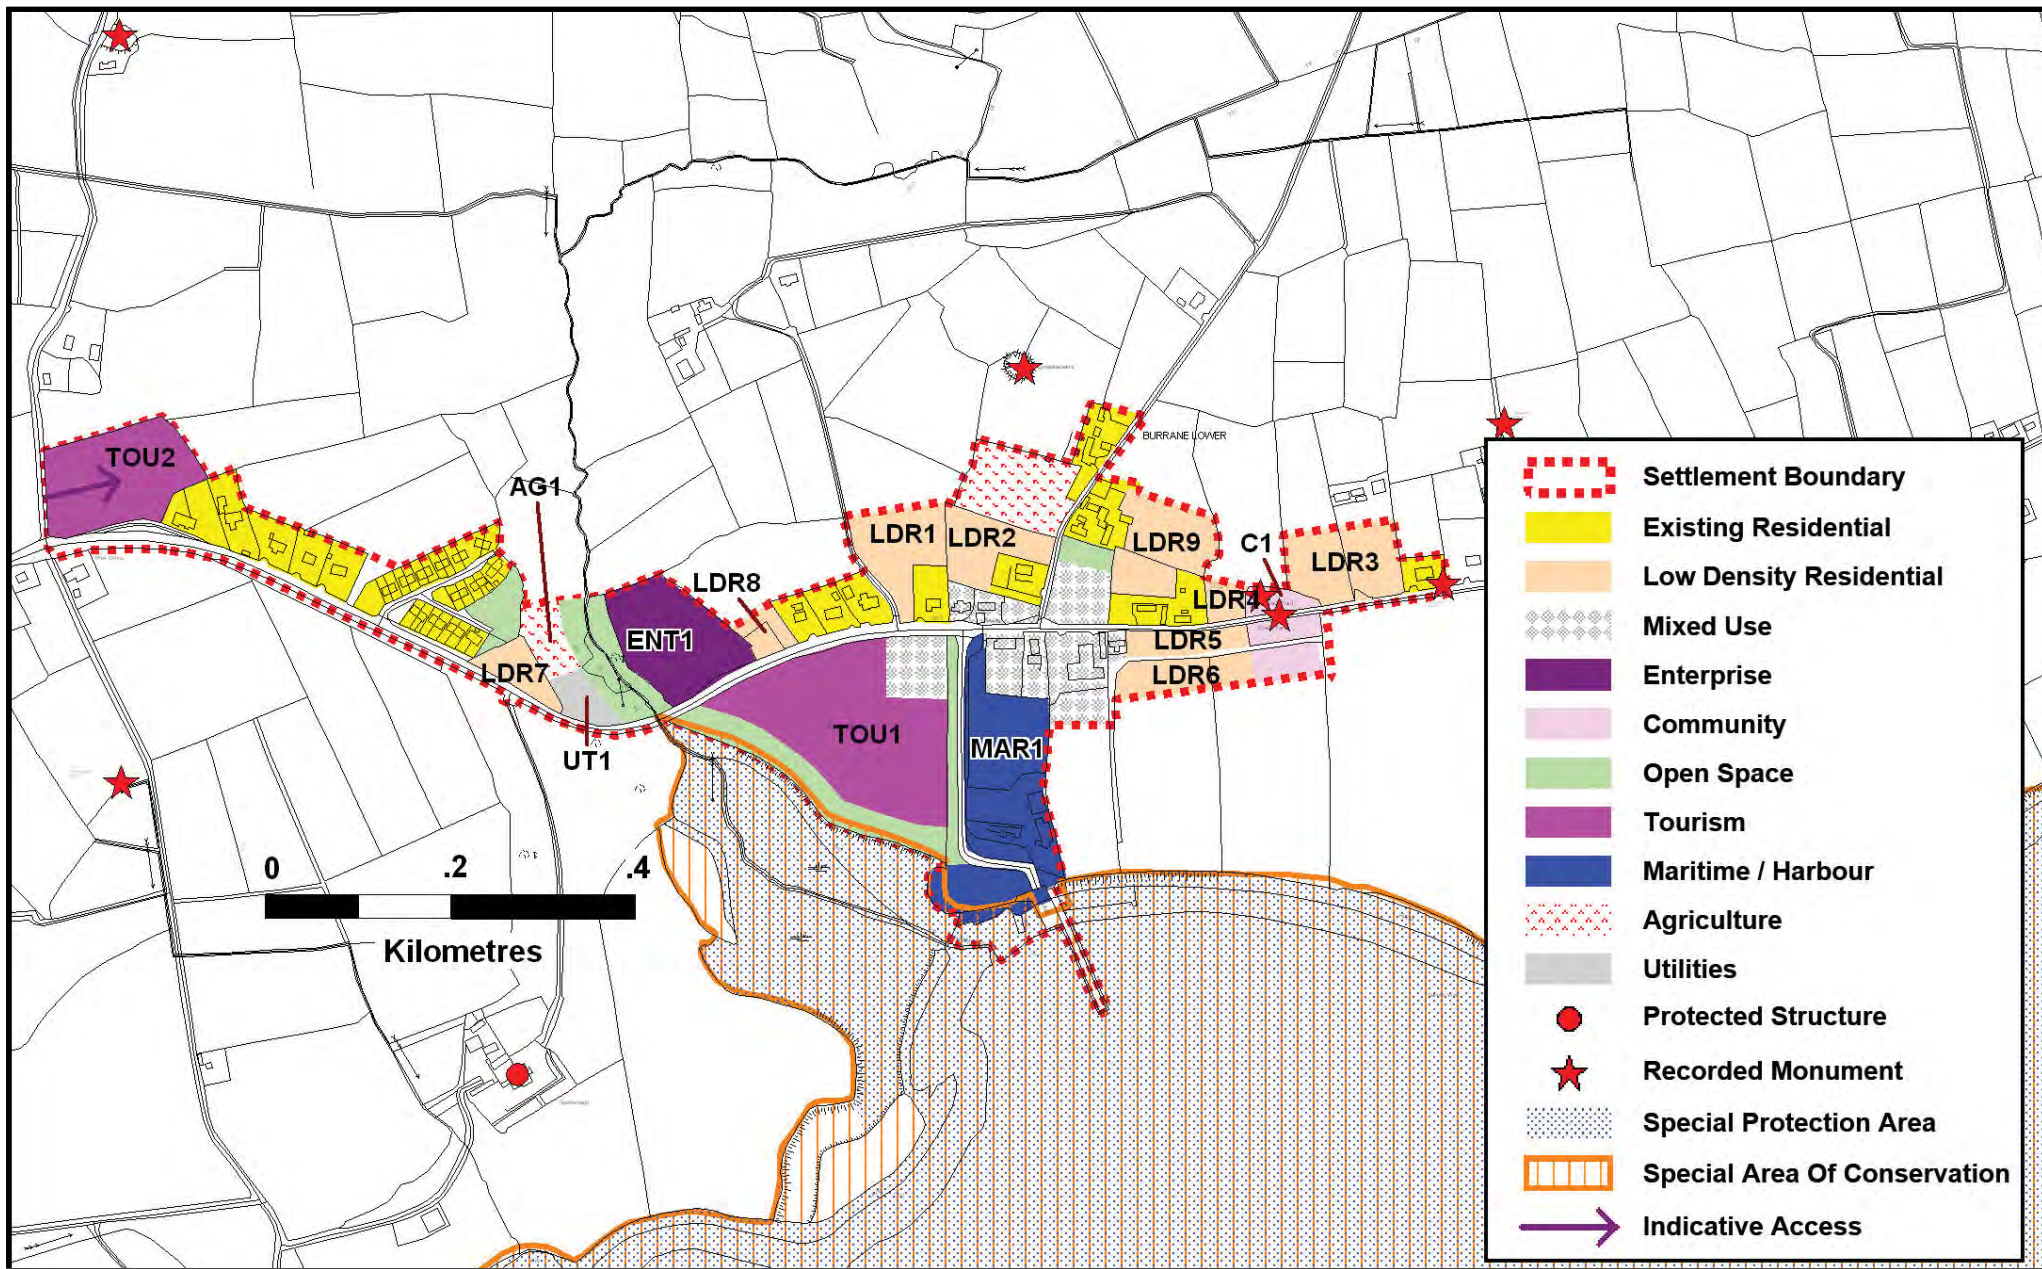 BURRANE LOWER
TOU2
AG1
LDR1
LDR2
LDR9
C1
LDR3
LDR8
LDR4
ENT1
LDR5
LDR7
LDR6
TOU1
MAR1
UT1
0 .2 .4
Kilometres
Settlement Boundary
Existing Residential
Low Density Residential
Mixed Use
Enterprise
Community
Open Space
Tourism
Maritime / Harbour
Agriculture
Utilities
Protected Structure
Recorded Monument
Special Protection Area
Special Area Of Conservation
Indicative Access